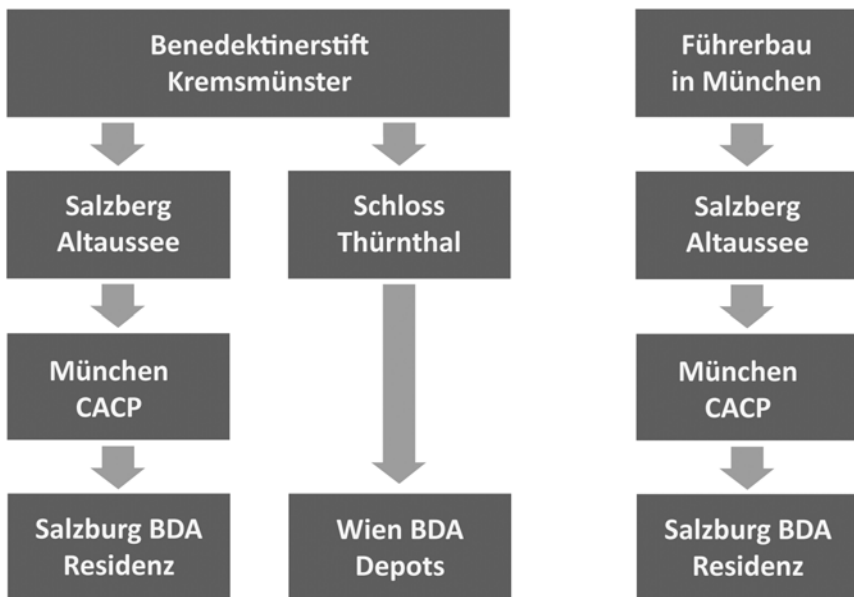 Benedektinerstift
Kremsmünster
Führerbau
in München
Salzberg
Altaussee
Schloss
Thürnthal
Salzberg
Altaussee
München
CACP
München
CACP
Salzburg BDA
Residenz
Wien BDA
Depots
Salzburg BDA
Residenz